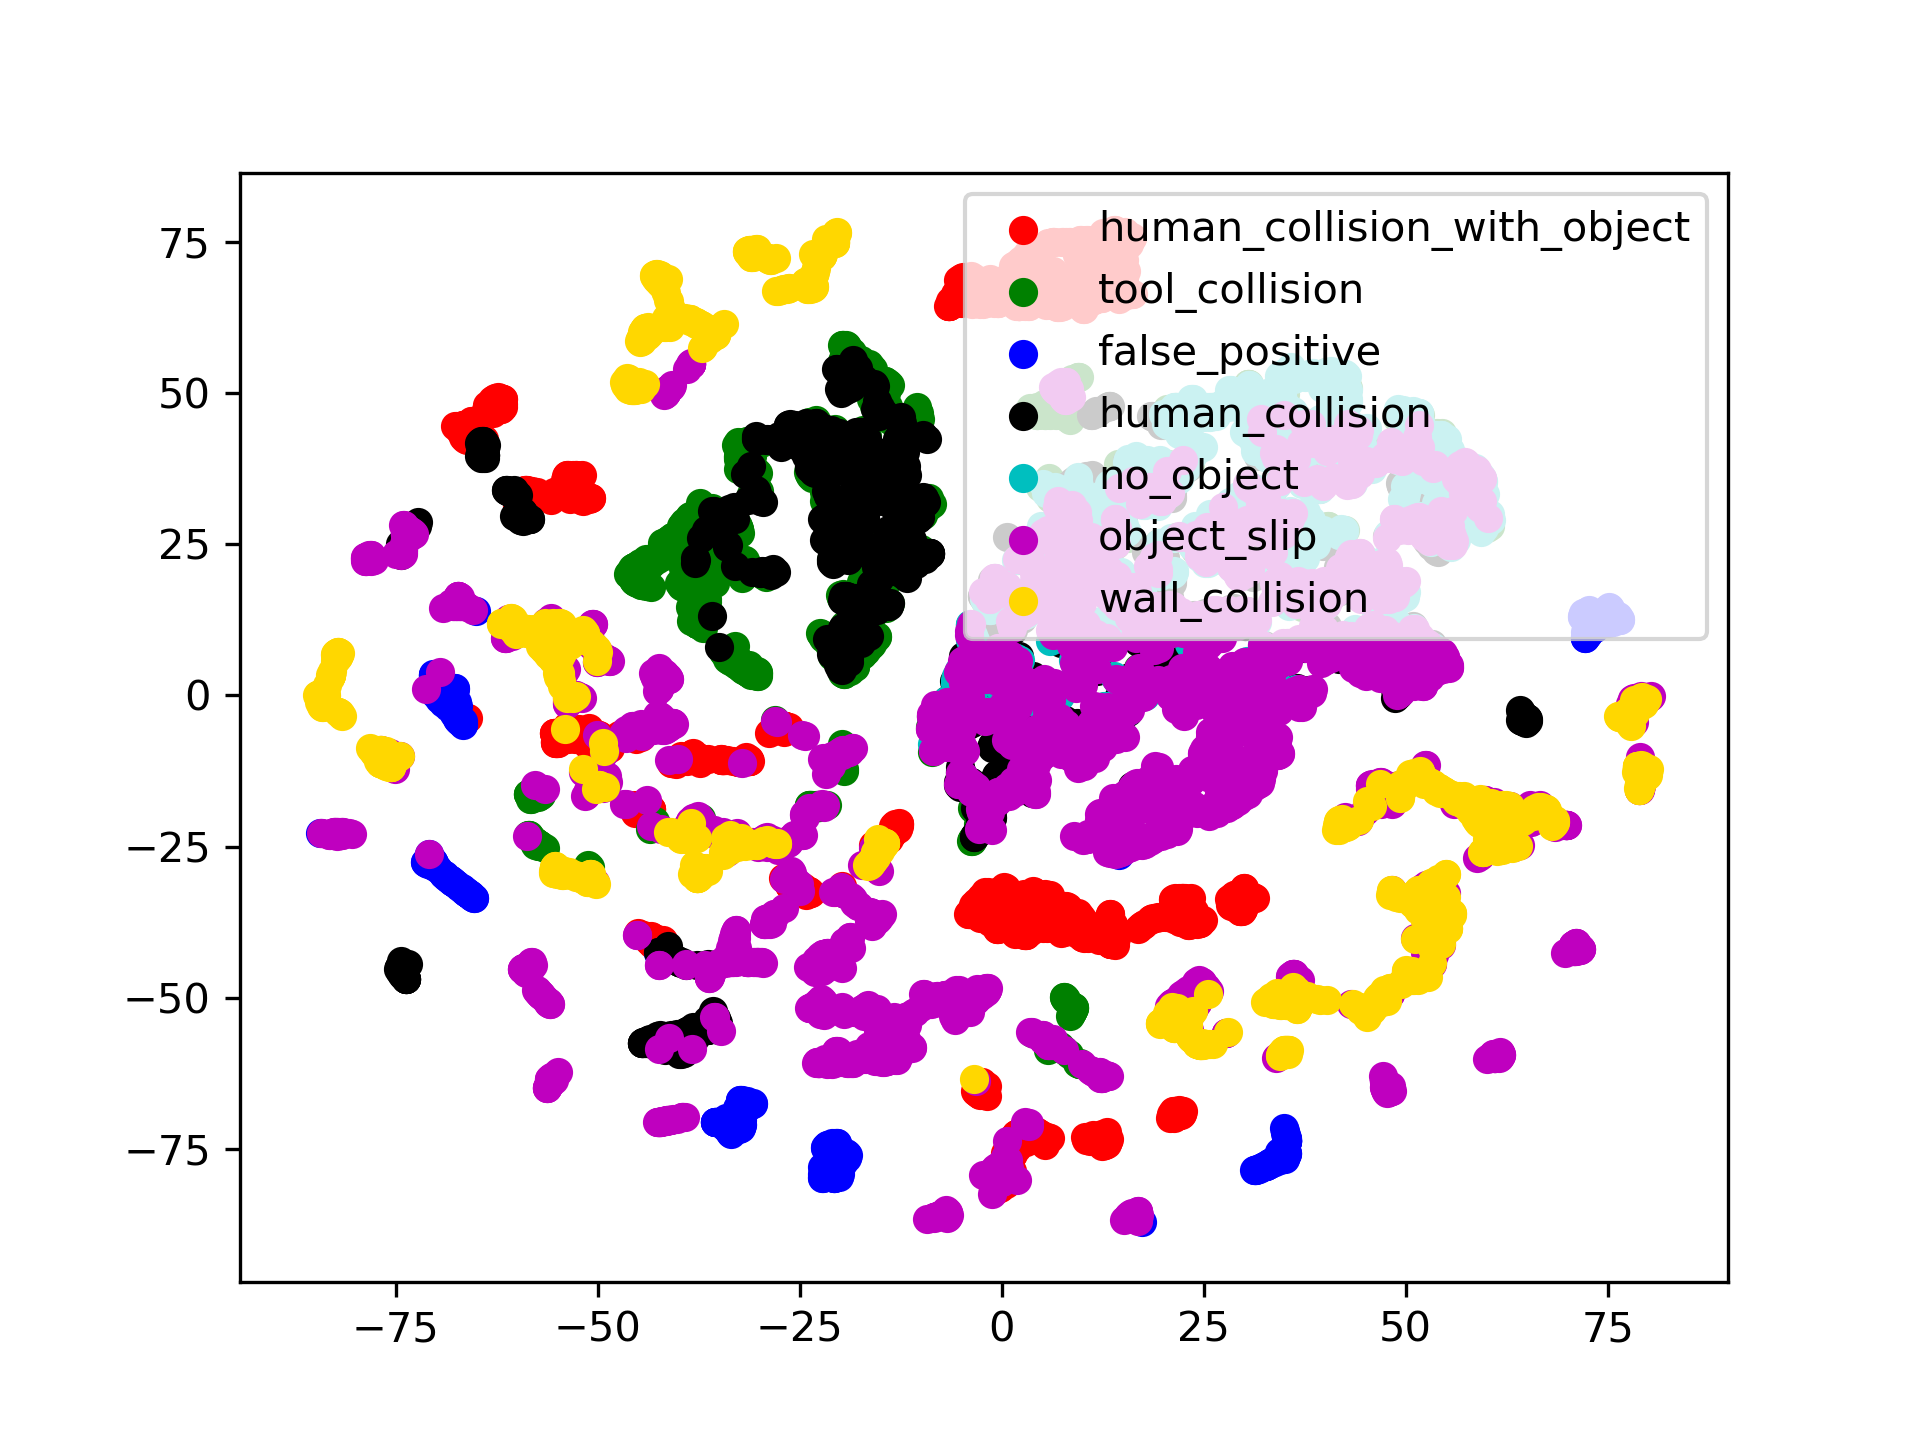 human_collision_with_object
tool_collision
false_positive
human_collision
no_object
object_slip
wall_collision
75
50
25
0
−25
−50
−75
−75
−50
−25
0
25
50
75